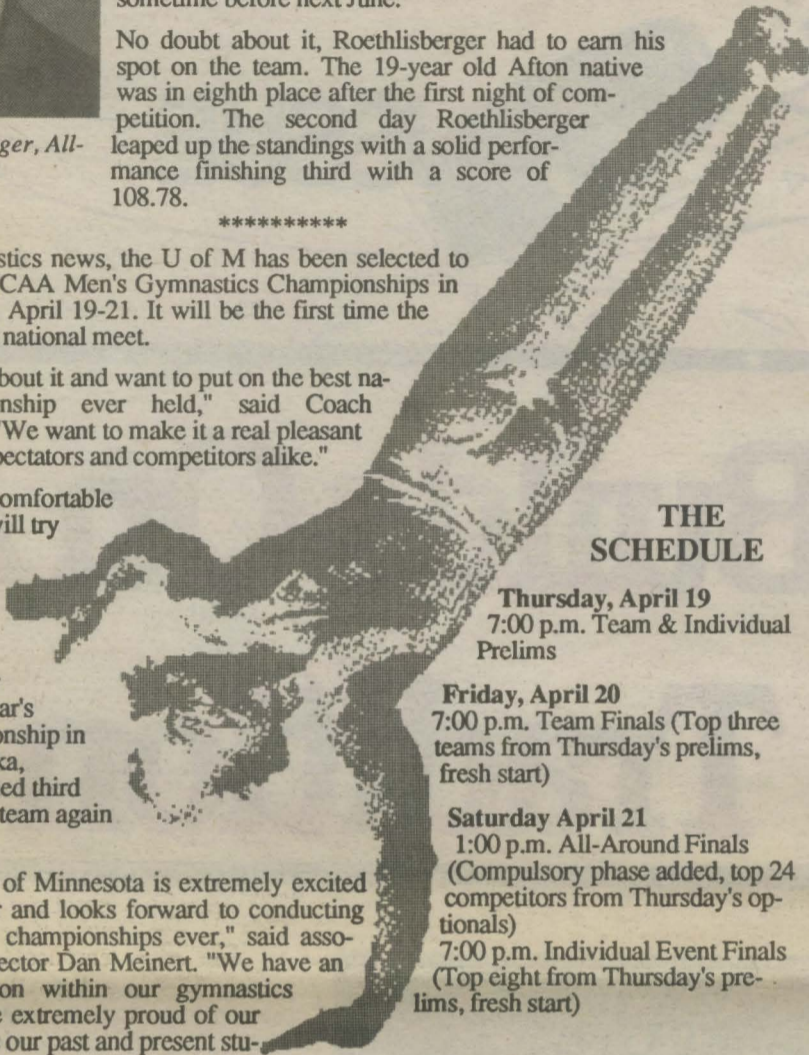 sometime before next June.
No doubt about it, Roethlisberger had to earn his
spot on the team. The 19-year old Afton native
was in eighth place after the first night of com-
petition. The second day Roethlisberger
leaped up the standings with a solid perfor-
mance finishing third with a score of
108.78.
ger, All-
**********
stics news, the U of M has been selected to
CAA Men's Gymnastics Championships in
April 19-21. It will be the first time the
national meet.
bout it and want to put on the best na-
nship ever held," said Coach
"We want to make it a real pleasant
pectators and competitors alike."
omfortable
vill try
ar's
onship in
ka,
ed third
team again
of Minnesota is extremely excited
r and looks forward to conducting
championships ever," said asso-
ector Dan Meinert. "We have an
on within our gymnastics
e extremely proud of our
our past and present stu-
THE
SCHEDULE
Thursday, April 19
7:00 p.m. Team & Individual
Prelims
Friday, April 20
7:00 p.m. Team Finals (Top three
teams from Thursday's prelims,
fresh start)
Saturday April 21
1:00 p.m. All-Around Finals
(Compulsory phase added, top 24
competitors from Thursday's op-
tionals)
7:00 p.m. Individual Event Finals
(Top eight from Thursday's pre-
lims, fresh start)